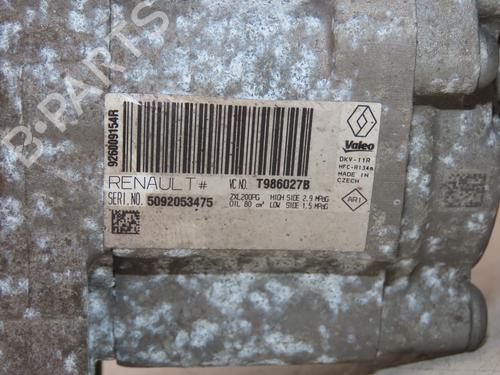 926009154R
RENAULT #
VC NO. T986027B
SERI.NO. 5092053475
ZXL200PG HIGH SIDE 2.9 MPaG
OIL 80 cm³ LOW SIDE 1.5 MPaG
Valeo
DKV-11R
HFC-R134a
MADE IN
CZECH
ARI
B-PARTS